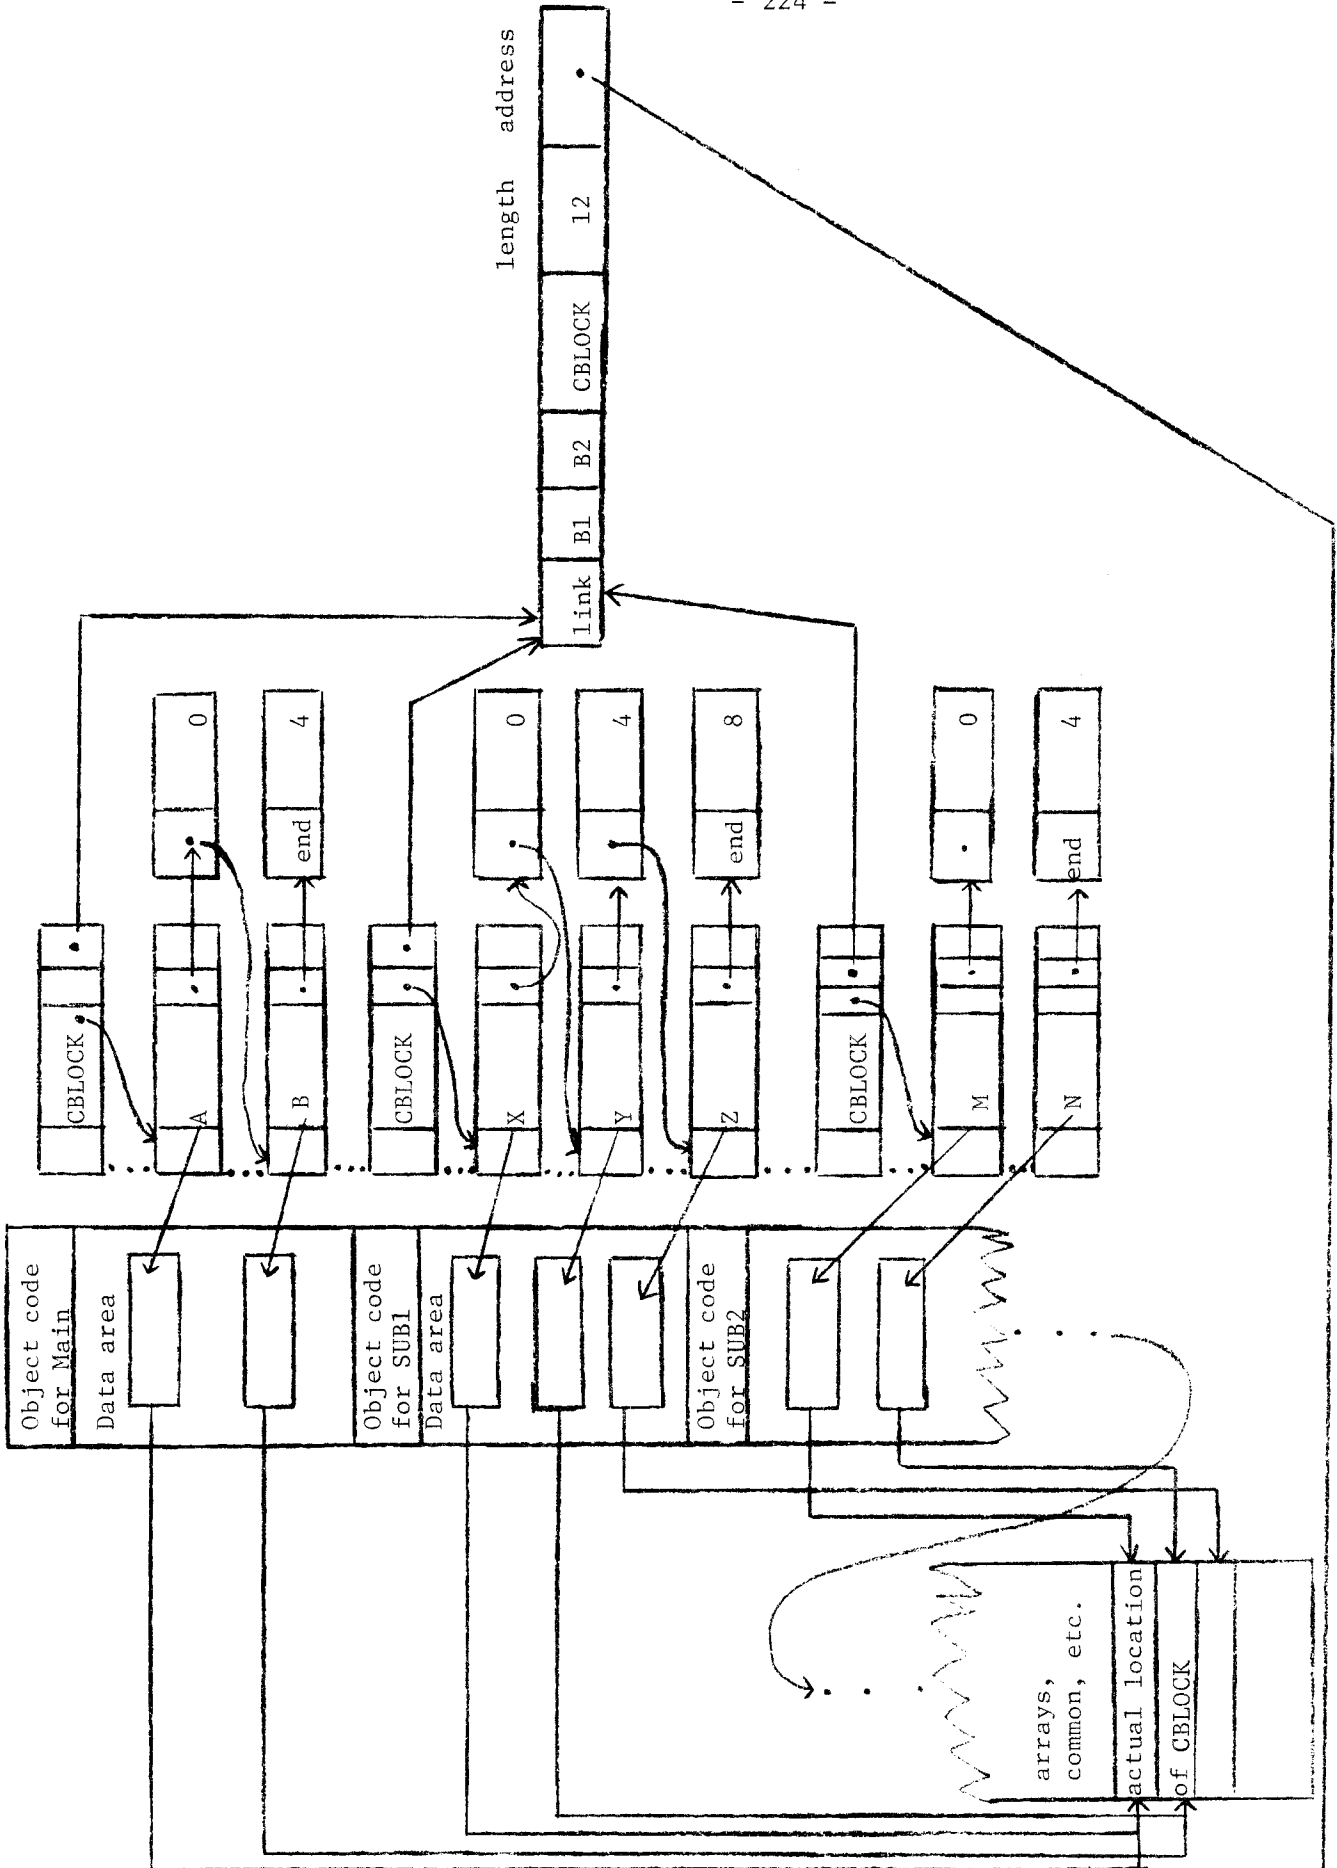 - 224 -
length address
link B1 B2 CBLOCK 12
0
4
0
4
8
0
4
end
end
end
CBLOCK
A
B
CBLOCK
X
Y
Z
CBLOCK
M
N
Object code
for Main
Data area
Object code
for SUB1
Data area
Object code
for SUB2
arrays,
common, etc.
actual location
of CBLOCK